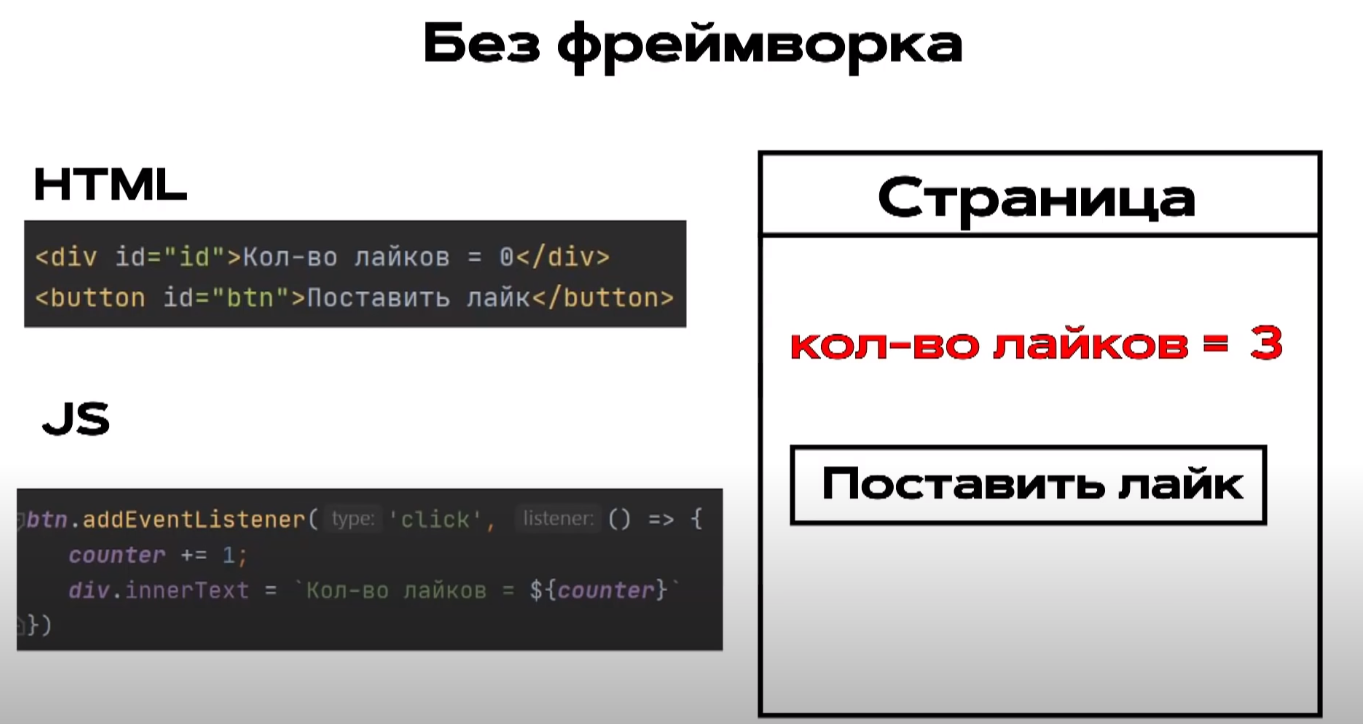 Без фреймворка
HTML
<div id="id">Кол-во лайков = 0</div>
<button id="btn">Поставить лайк</button>
JS
btn.addEventListener( type: 'click', listener: () => {
counter += 1;
div.innerText = `Кол-во лайков = ${counter}`
})
Страница
кол-во лайков = 3
Поставить лайк